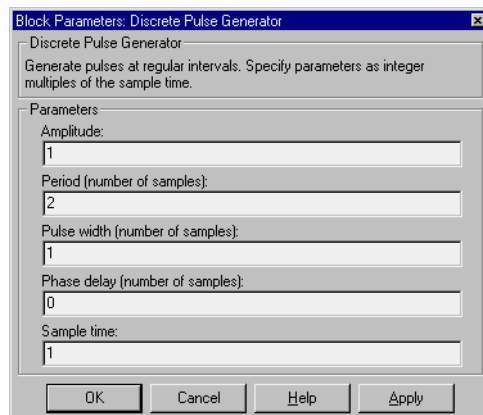 Block Parameters: Discrete Pulse Generator
Discrete Pulse Generator
Generate pulses at regular intervals. Specify parameters as integer
multiples of the sample time.
Parameters
Amplitude:
1
Period (number of samples):
2
Pulse width (number of samples):
1
Phase delay (number of samples):
0
Sample time:
1
OK Cancel Help Apply